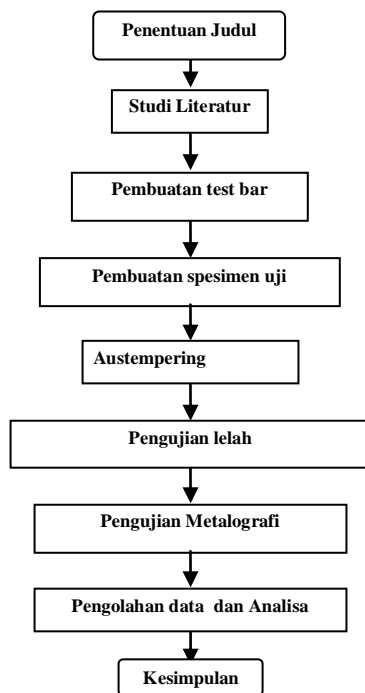 Penentuan Judul
Studi Literatur
Pembuatan test bar
Pembuatan spesimen uji
Austempering
Pengujian lelah
Pengujian Metalografi
Pengolahan data dan Analisa
Kesimpulan